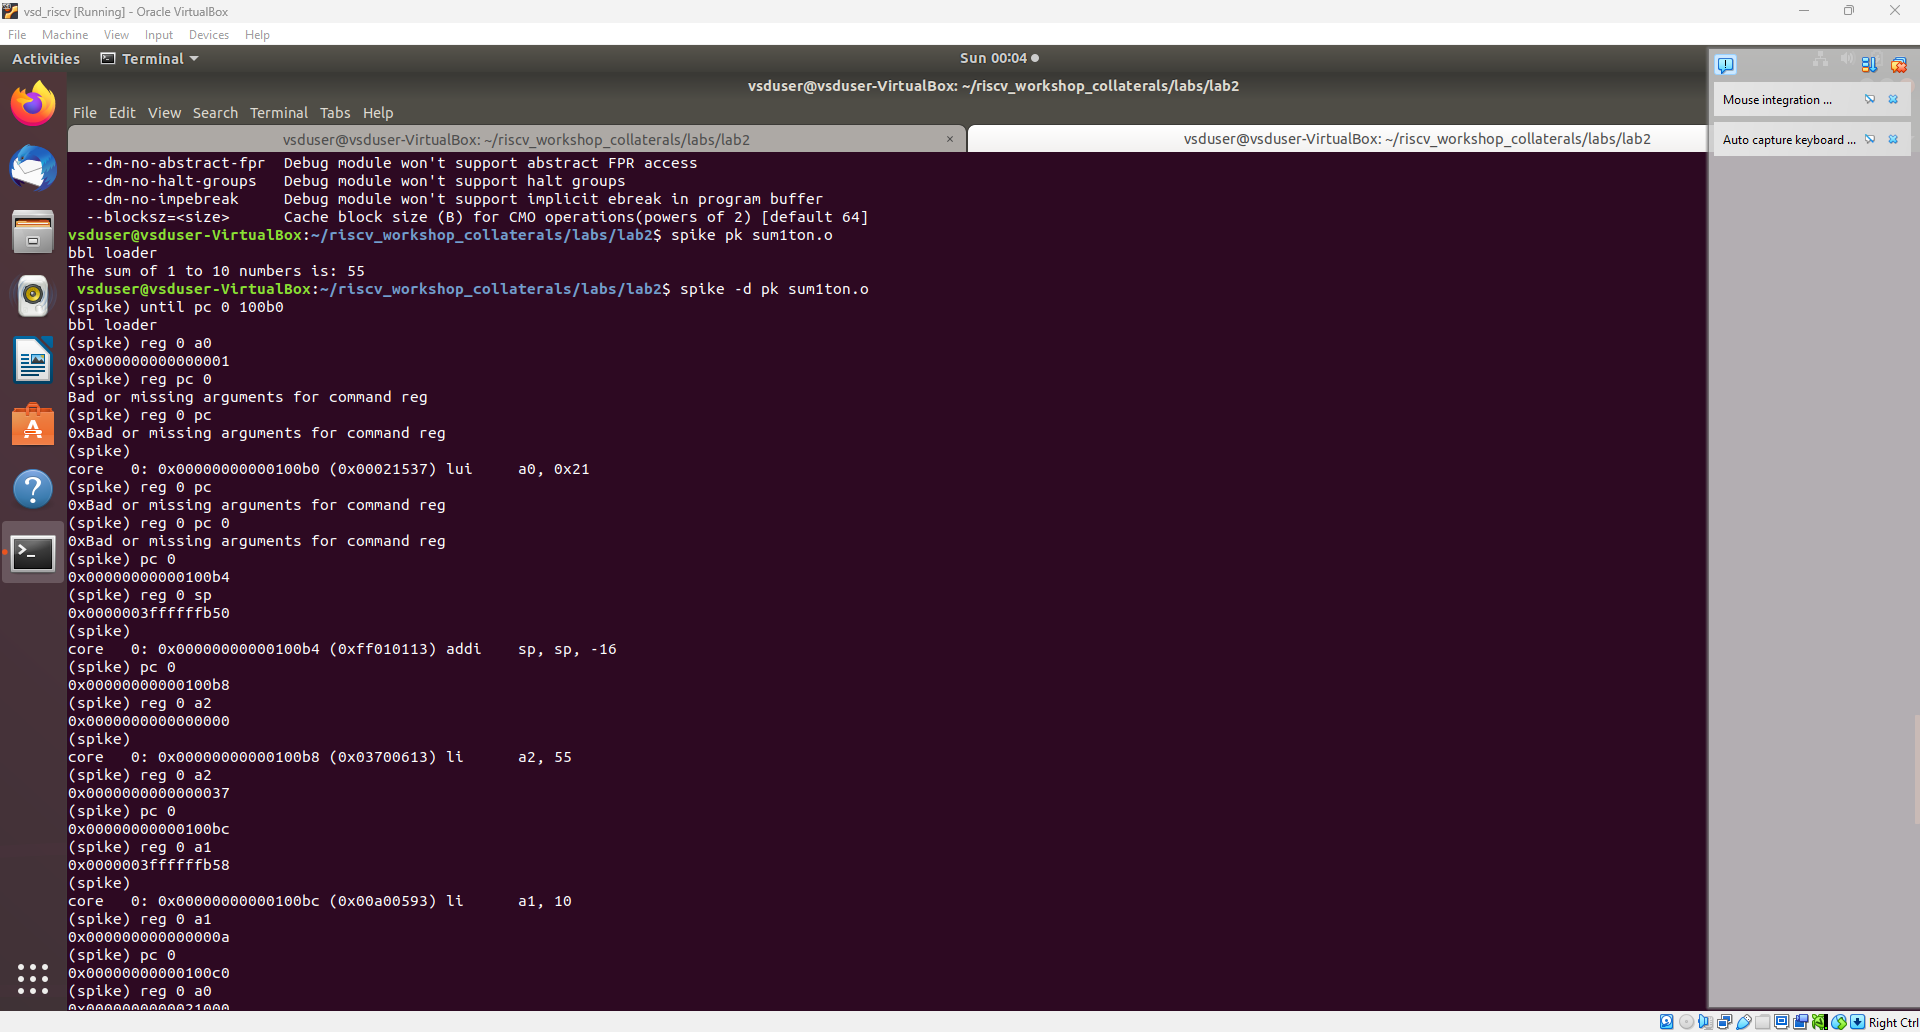 vsd_riscv [Running] - Oracle VirtualBox
File Machine View Input Devices Help
Activities Terminal Sun 00:04
vsduser@vsduser-VirtualBox: ~/riscv_workshop_collaterals/labs/lab2
File Edit View Search Terminal Tabs Help
vsduser@vsduser-VirtualBox: ~/riscv_workshop_collaterals/labs/lab2 × vsduser@vsduser-VirtualBox: ~/riscv_workshop_collaterals/labs/lab2
Mouse integration ...
Auto capture keyboard ...
--dm-no-abstract-fpr  Debug module won't support abstract FPR access
--dm-no-halt-groups   Debug module won't support halt groups
--dm-no-impebreak     Debug module won't support implicit ebreak in program buffer
--blocksz=<size>      Cache block size (B) for CMO operations(powers of 2) [default 64]
vsduser@vsduser-VirtualBox:~/riscv_workshop_collaterals/labs/lab2$ spike pk sum1ton.o
bbl loader
The sum of 1 to 10 numbers is: 55
vsduser@vsduser-VirtualBox:~/riscv_workshop_collaterals/labs/lab2$ spike -d pk sum1ton.o
(spike) until pc 0 100b0
bbl loader
(spike) reg 0 a0
0x0000000000000001
(spike) reg pc 0
Bad or missing arguments for command reg
(spike) reg 0 pc
0xBad or missing arguments for command reg
(spike)
core   0: 0x00000000000100b0 (0x00021537) lui     a0, 0x21
(spike) reg 0 pc
0xBad or missing arguments for command reg
(spike) reg 0 pc 0
0xBad or missing arguments for command reg
(spike) pc 0
0x00000000000100b4
(spike) reg 0 sp
0x0000003ffffffb50
(spike)
core   0: 0x00000000000100b4 (0xff010113) addi    sp, sp, -16
(spike) pc 0
0x00000000000100b8
(spike) reg 0 a2
0x0000000000000000
(spike)
core   0: 0x00000000000100b8 (0x03700613) li      a2, 55
(spike) reg 0 a2
0x0000000000000037
(spike) pc 0
0x00000000000100bc
(spike) reg 0 a1
0x0000003ffffffb58
(spike)
core   0: 0x00000000000100bc (0x00a00593) li      a1, 10
(spike) reg 0 a1
0x000000000000000a
(spike) pc 0
0x00000000000100c0
(spike) reg 0 a0
0x0000000000021000
Right Ctrl